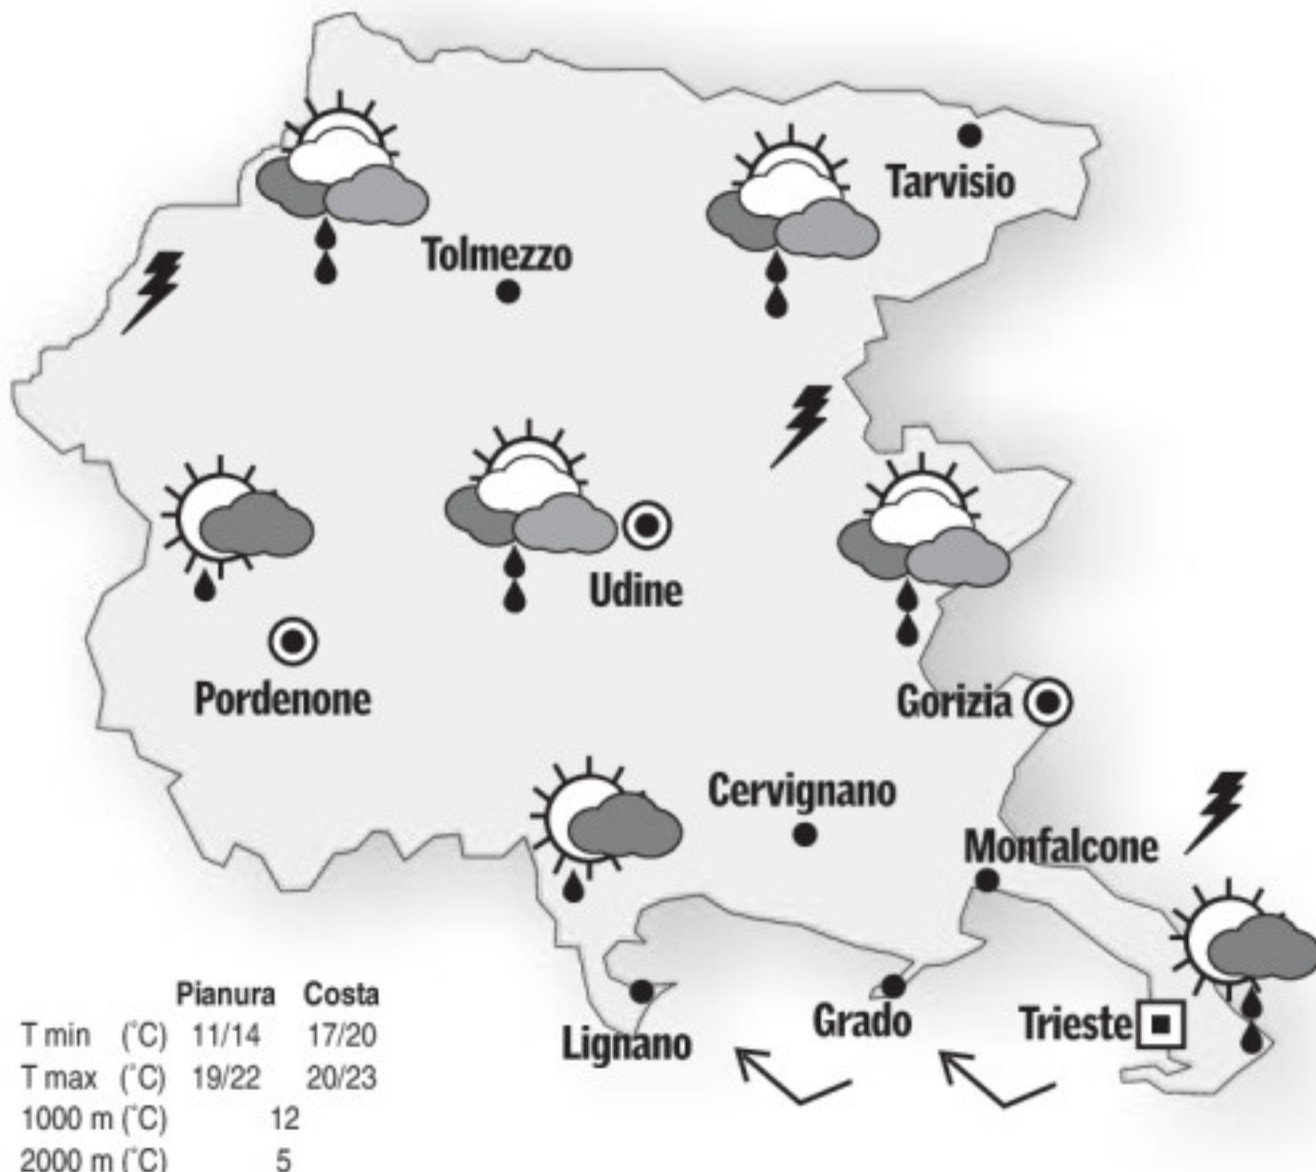 Tarvisio
Tolmezzo
Udine
Pordenone
Gorizia
Cervignano
Monfalcone
Grado
Trieste
Lignano
Pianura Costa
T min (°C) 11/14 17/20
T max (°C) 19/22 20/23
1000 m (°C) 12
2000 m (°C) 5